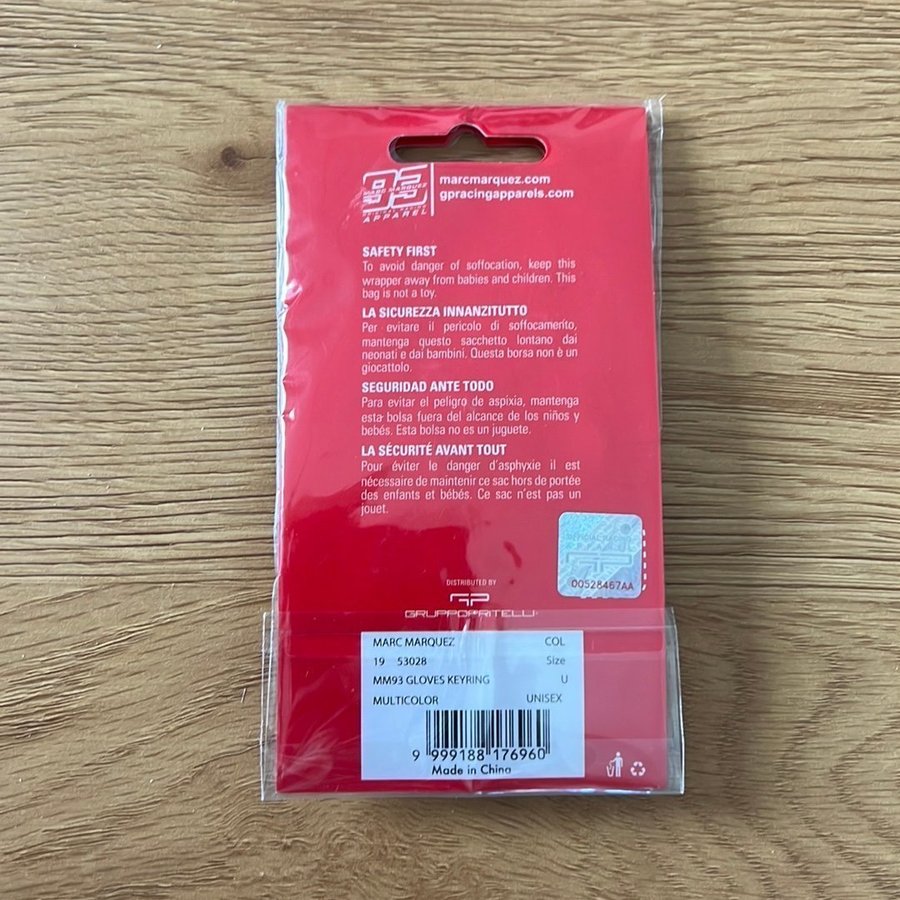 93
MARC MARQUEZ
APPAREL
marcmarquez.com
gpracingapparels.com
SAFETY FIRST
To avoid danger of soffocation, keep this
wrapper away from babies and children. This
bag is not a toy.
LA SICUREZZA INNANZITUTTO
Per evitare il pericolo di soffocamento,
mantenga questo sacchetto lontano dai
neonati e dai bambini. Questa borsa non è un
giocattolo.
SEGURIDAD ANTE TODO
Para evitar el peligro de aspixia, mantenga
esta bolsa fuera del alcance de los niños y
bebés. Esta bolsa no es un juguete.
LA SÉCURITÉ AVANT TOUT
Pour éviter le danger d'asphyxie il est
nécessaire de maintenir ce sac hors de portée
des enfants et bébés. Ce sac n'est pas un
jouet.
OFFICIAL RACING
00528467AA
DISTRIBUTED BY
GP
GRUPPOPRITELLI
MARC MARQUEZ COL
19 53028 Size
MM93 GLOVES KEYRING U
MULTICOLOR UNISEX
9 999188 176960
Made in China